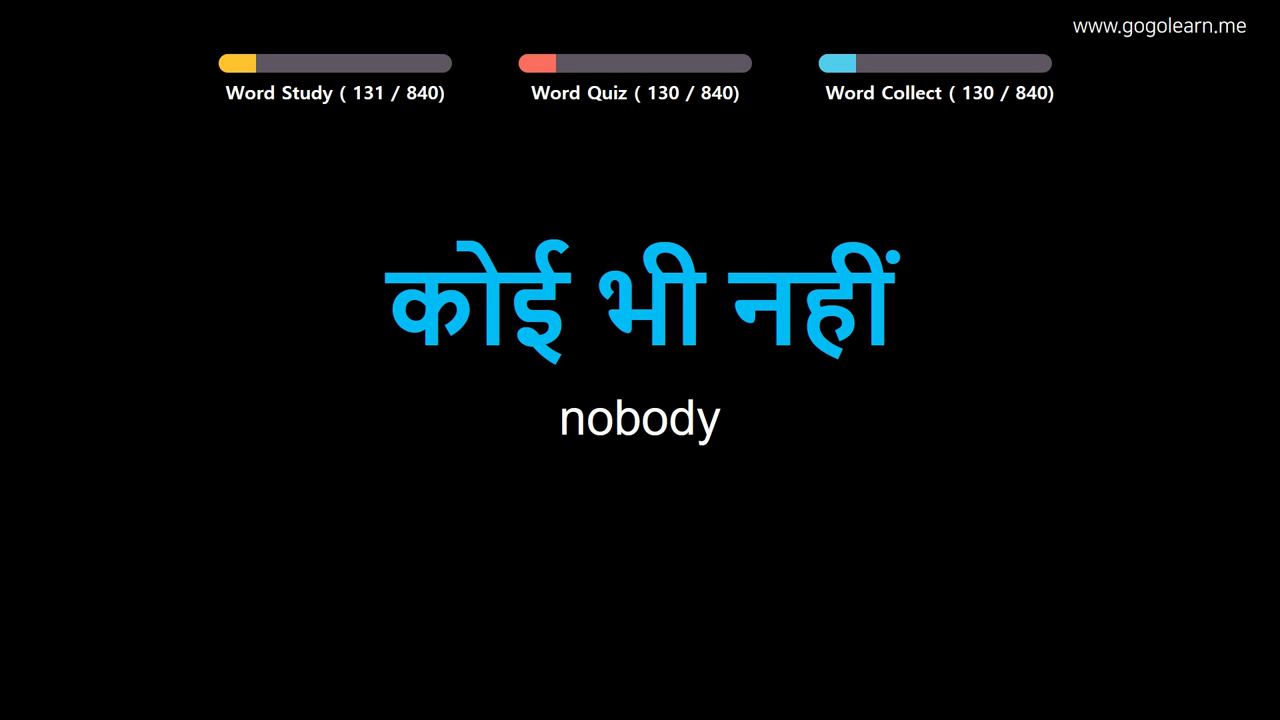 www.gogolearn.me
Word Study ( 131 / 840)
Word Quiz ( 130 / 840)
Word Collect ( 130 / 840)
कोई भी नहीं
nobody